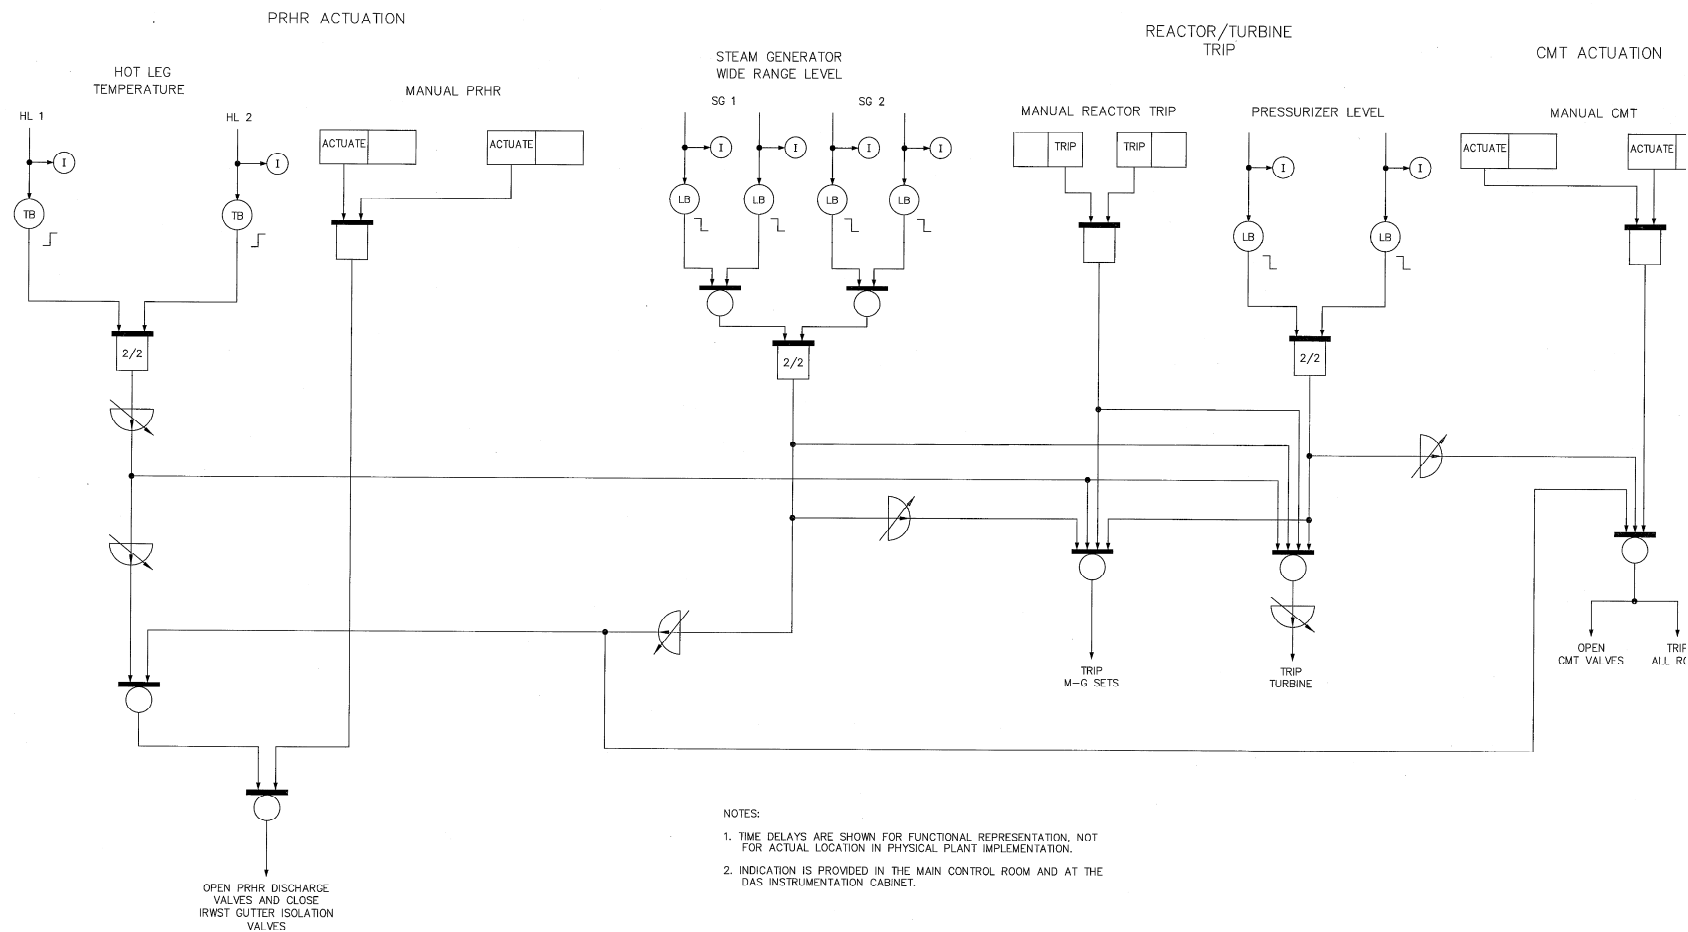 PRHR ACTUATION
REACTOR/TURBINE
TRIP
CMT ACTUATION
HOT LEG
TEMPERATURE
MANUAL PRHR
STEAM GENERATOR
WIDE RANGE LEVEL
MANUAL REACTOR TRIP
PRESSURIZER LEVEL
MANUAL CMT
HL 1
HL 2
SG 1
SG 2
ACTUATE
ACTUATE
TRIP
TRIP
ACTUATE
ACTUATE
I
I
I
I
I
I
I
I
TB
TB
LB
LB
LB
LB
LB
LB
2/2
2/2
2/2
TRIP
M-G SETS
TRIP
TURBINE
OPEN
CMT VALVES
TRIP
ALL
OPEN PRHR DISCHARGE
VALVES AND CLOSE
IRWST GUTTER ISOLATION
VALVES
NOTES:
1. TIME DELAYS ARE SHOWN FOR FUNCTIONAL REPRESENTATION, NOT
FOR ACTUAL LOCATION IN PHYSICAL PLANT IMPLEMENTATION.
2. INDICATION IS PROVIDED IN THE MAIN CONTROL ROOM AND AT THE
DAS INSTRUMENTATION CABINET.